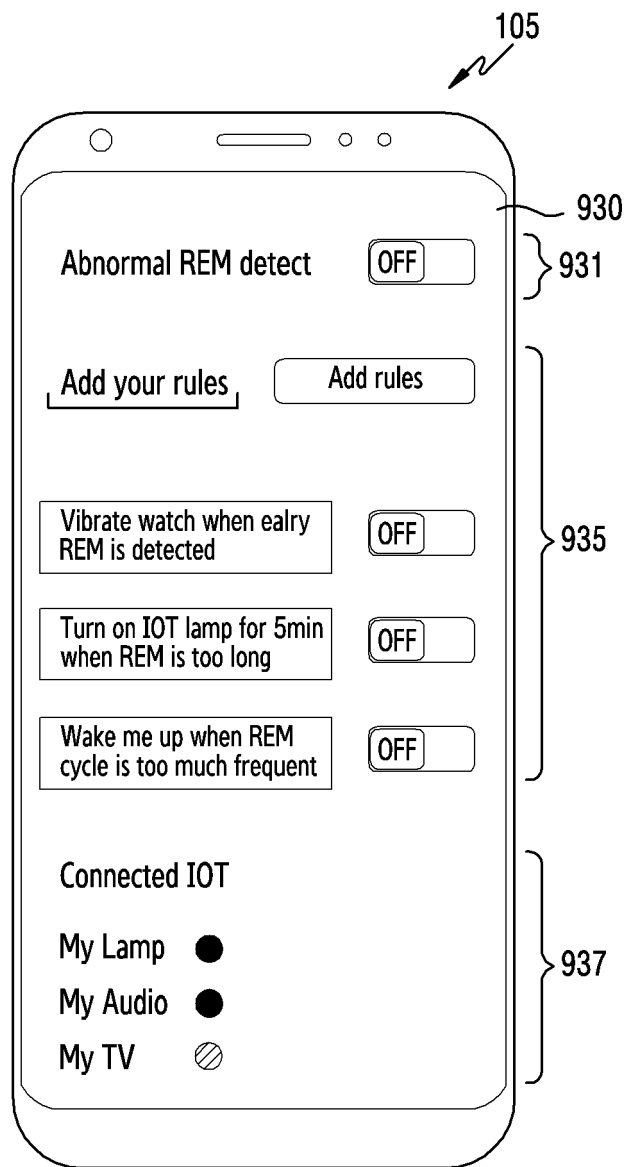 105
930
Abnormal REM detect OFF 931
Add your rules Add rules
Vibrate watch when ealry
REM is detected
OFF
935
Turn on IOT lamp for 5min
when REM is too long
OFF
Wake me up when REM
cycle is too much frequent
OFF
Connected IOT
My Lamp
937
My Audio
My TV